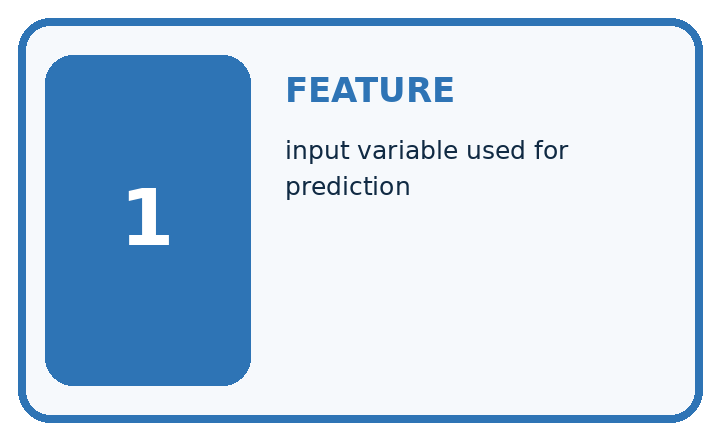 1
FEATURE
input variable used for
prediction